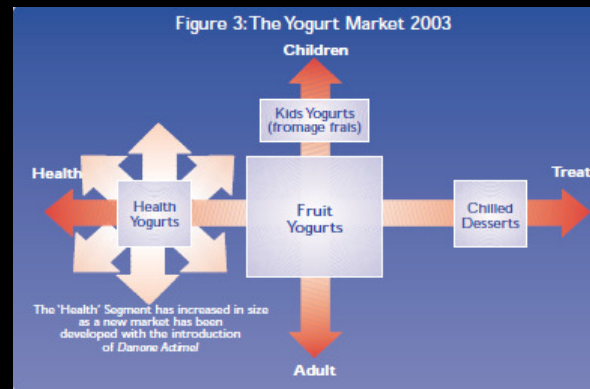 Figure 3: The Yogurt Market 2003
Children
Kids Yogurts
(fromage frais)
Health
Treat
Health
Yogurts
Fruit
Yogurts
Chilled
Desserts
The 'Health' Segment has increased in size
as a new market has been
developed with the introduction
of Danone Actimel
Adult